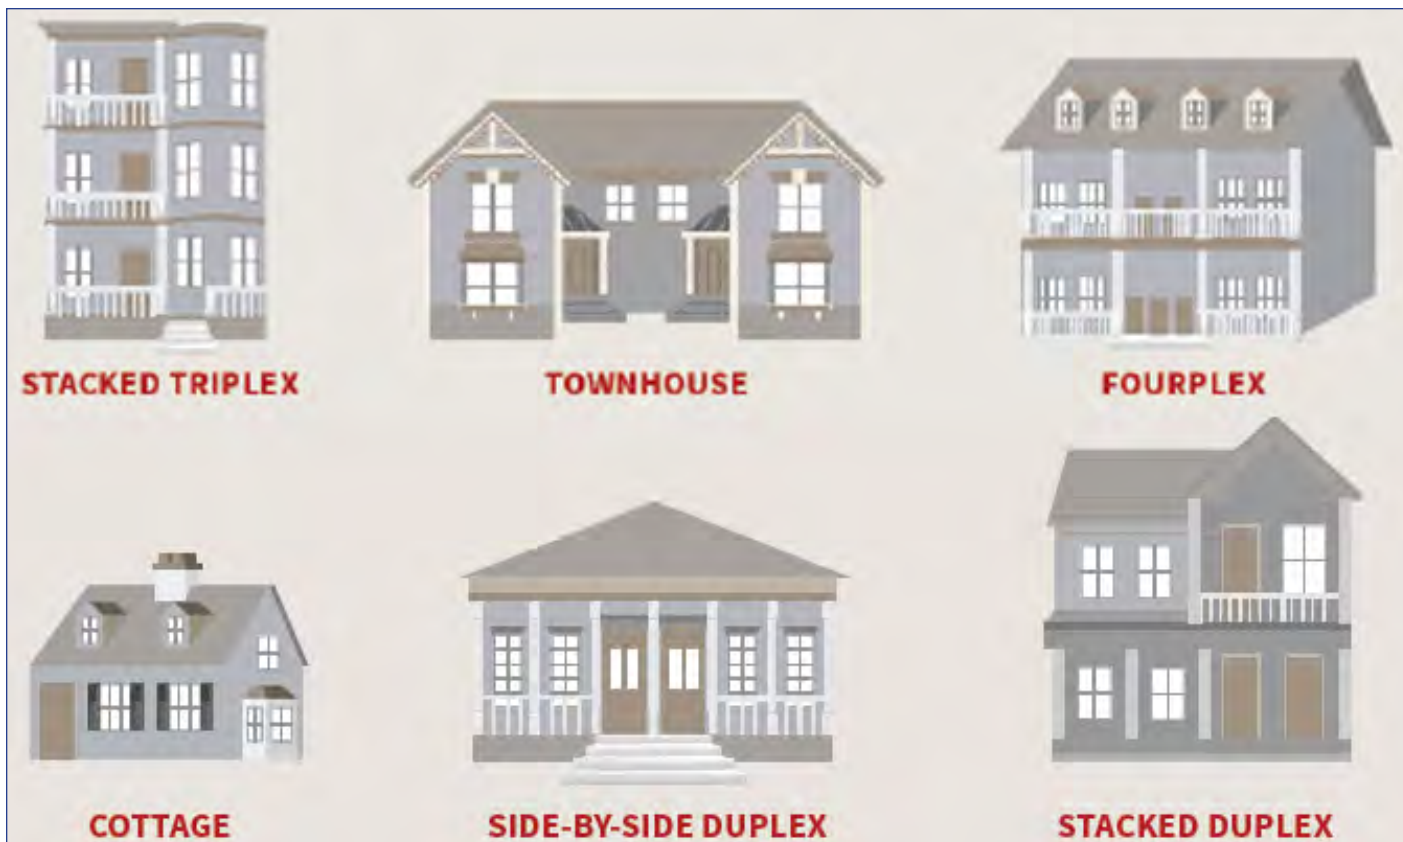 STACKED TRIPLEX
TOWNHOUSE
FOURPLEX
COTTAGE
SIDE-BY-SIDE DUPLEX
STACKED DUPLEX